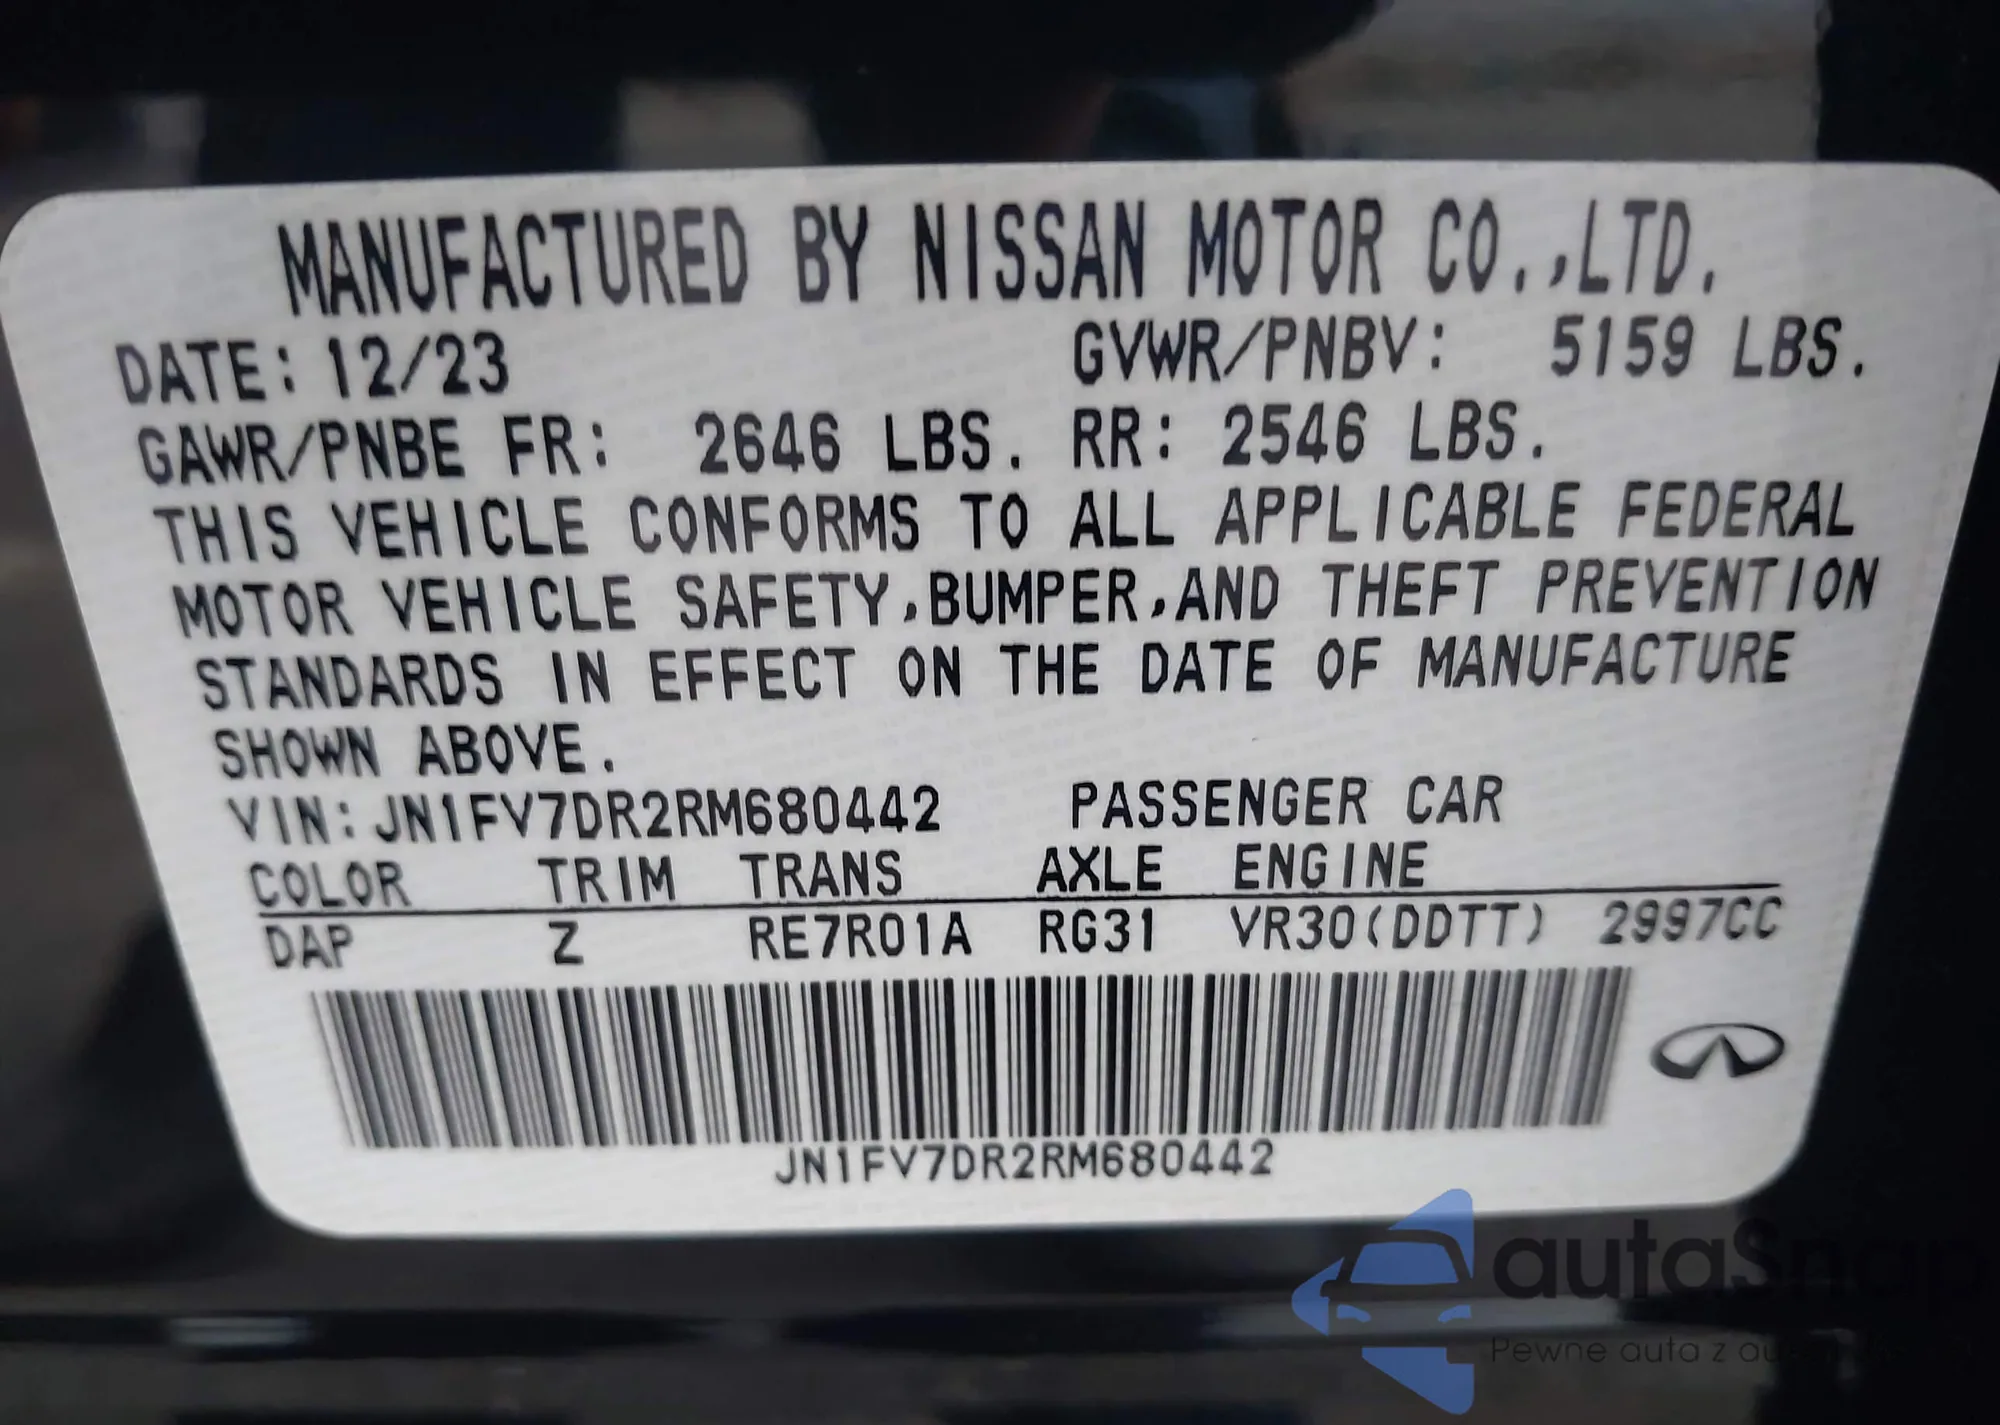 MANUFACTURED BY NISSAN MOTOR CO.,LTD.
DATE: 12/23 GVWR/PNBV: 5159 LBS.
GAWR/PNBE FR: 2646 LBS. RR: 2546 LBS.
THIS VEHICLE CONFORMS TO ALL APPLICABLE FEDERAL
MOTOR VEHICLE SAFETY,BUMPER,AND THEFT PREVENTION
STANDARDS IN EFFECT ON THE DATE OF MANUFACTURE
SHOWN ABOVE.
VIN:JN1FV7DR2RM680442 PASSENGER CAR
COLOR TRIM TRANS AXLE ENGINE
DAP Z RE7R01A RG31 VR30(DDTT) 2997CC
JN1FV7DR2RM680442
autaSnap
Pewne auta z